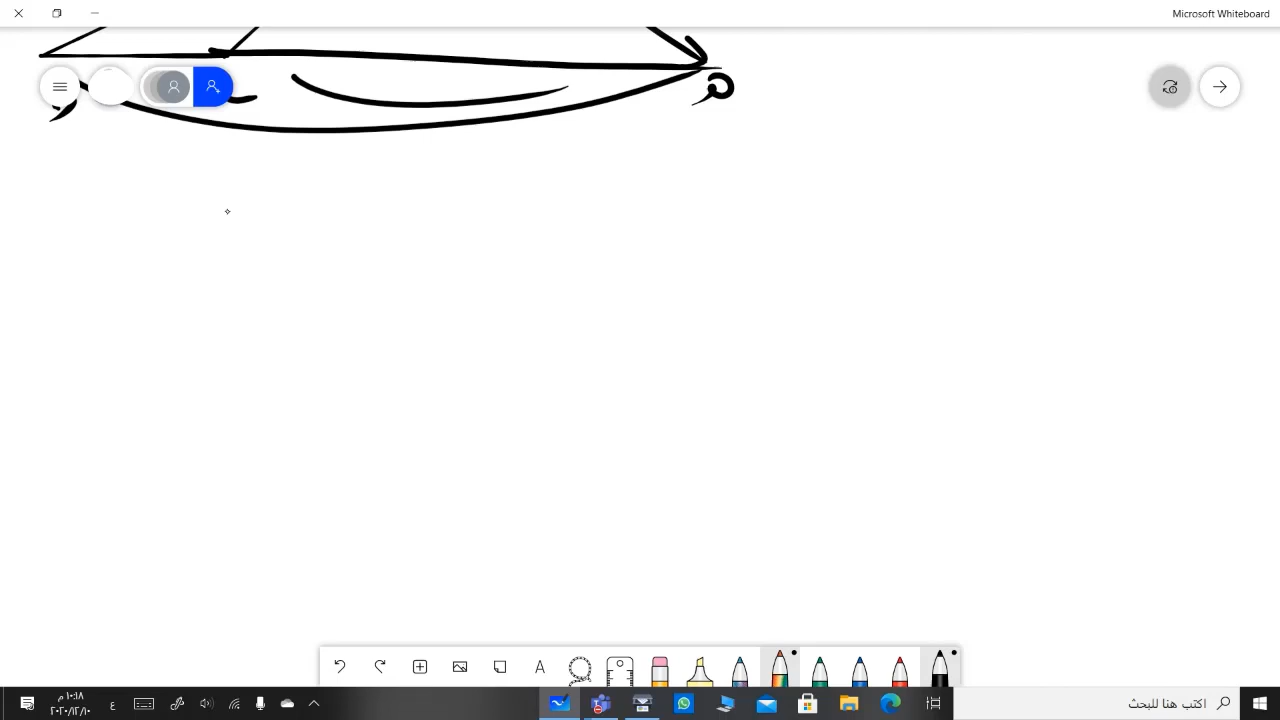 Microsoft Whiteboard
و
م
A
١٠:١٨ م
٢٠٢٠/١٢/١٠
ع
اكتب هنا للبحث